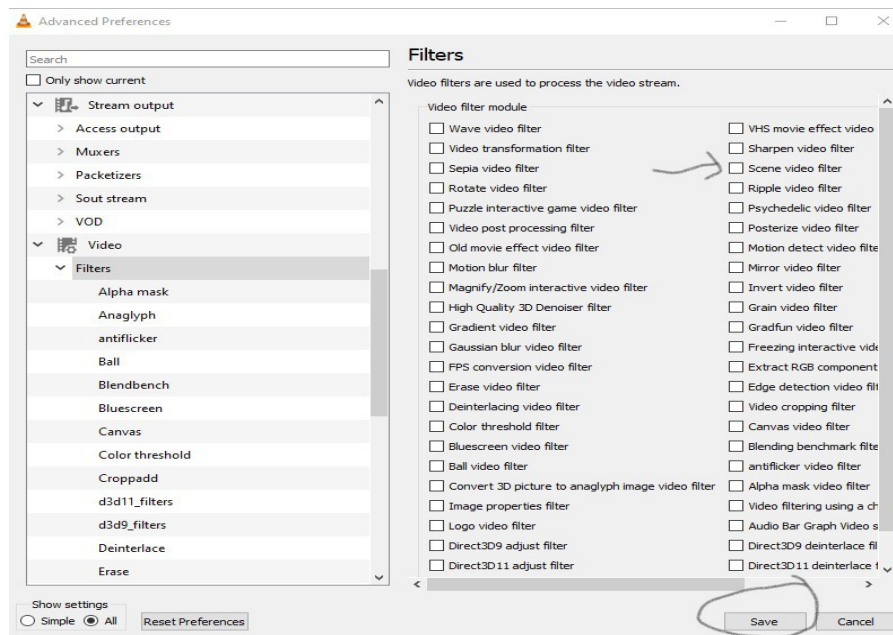 Advanced Preferences
Search
Only show current
Stream output
Access output
Muxers
Packetizers
Sout stream
VOD
Video
Filters
Alpha mask
Anaglyph
antiflicker
Ball
Blendbench
Bluescreen
Canvas
Color threshold
Croppadd
d3d11_filters
d3d9_filters
Deinterlace
Erase
Show settings
Simple All Reset Preferences
Filters
Video filters are used to process the video stream.
Video filter module
Wave video filter VHS movie effect video
Video transformation filter Sharpen video filter
Sepia video filter Scene video filter
Rotate video filter Ripple video filter
Puzzle interactive game video filter Psychedelic video filter
Video post processing filter Posterize video filter
Old movie effect video filter Motion detect video filte
Motion blur filter Mirror video filter
Magnify/Zoom interactive video filter Invert video filter
High Quality 3D Denoiser filter Grain video filter
Gradient video filter Gradfun video filter
Gaussian blur video filter Freezing interactive vide
FPS conversion video filter Extract RGB component
Erase video filter Edge detection video filt
Deinterlacing video filter Video cropping filter
Color threshold filter Canvas video filter
Bluescreen video filter Blending benchmark filte
Ball video filter antiflicker video filter
Convert 3D picture to anaglyph image video filter Alpha mask video filter
Image properties filter Video filtering using a ch
Logo video filter Audio Bar Graph Video s
Direct3D9 adjust filter Direct3D9 deinterlace fil
Direct3D11 adjust filter Direct3D11 deinterlace f
Save Cancel